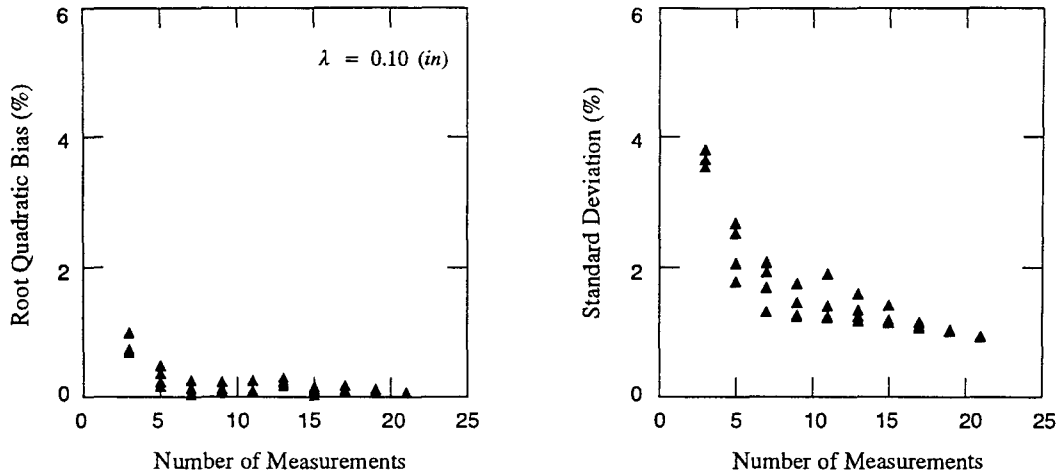 Root Quadratic Bias (%)
6
4
2
0
λ = 0.10 (in)
0 5 10 15 20 25
Number of Measurements
Standard Deviation (%)
6
4
2
0
0 5 10 15 20 25
Number of Measurements